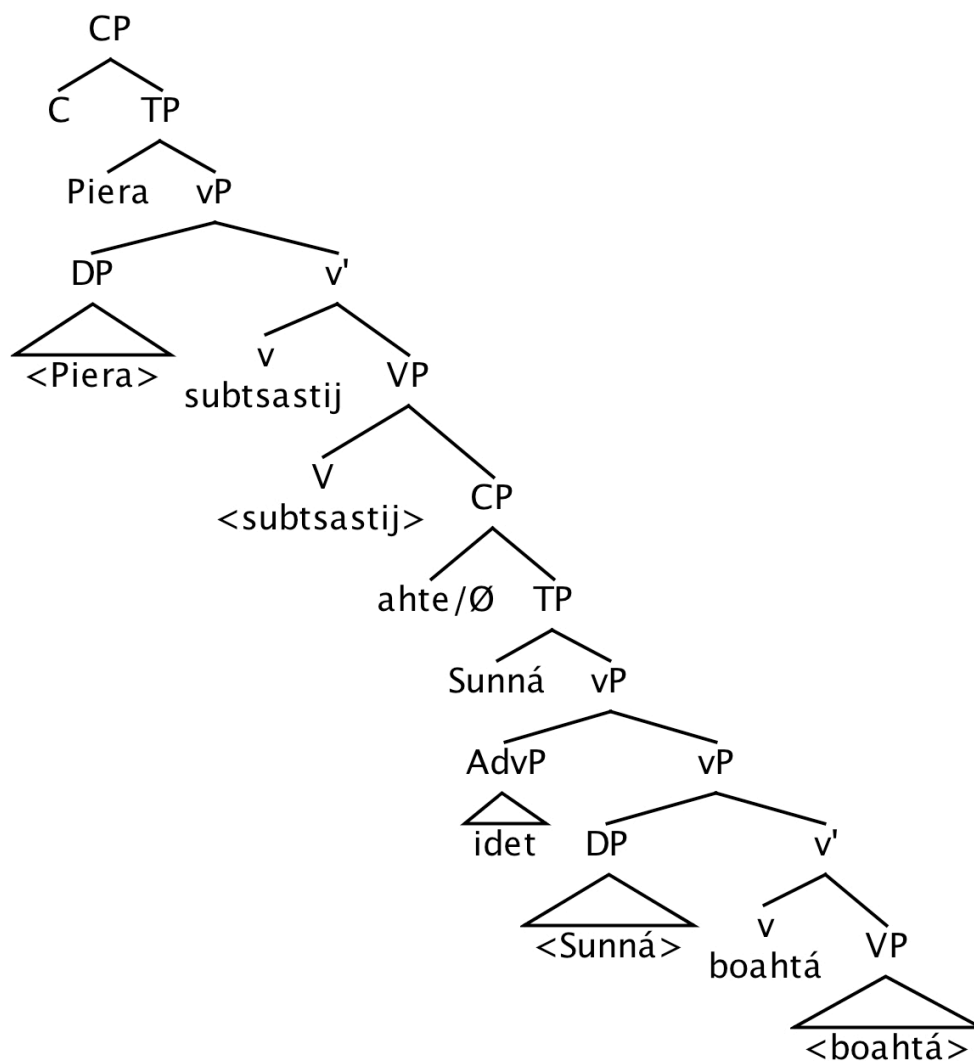 CP
C TP
Piera vP
DP v'
<Piera> v VP
subtsastij
V CP
<subtsastij>
ahte/Ø TP
Sunná vP
AdvP vP
idet DP v'
<Sunná> v VP
boahtá
<boahtá>